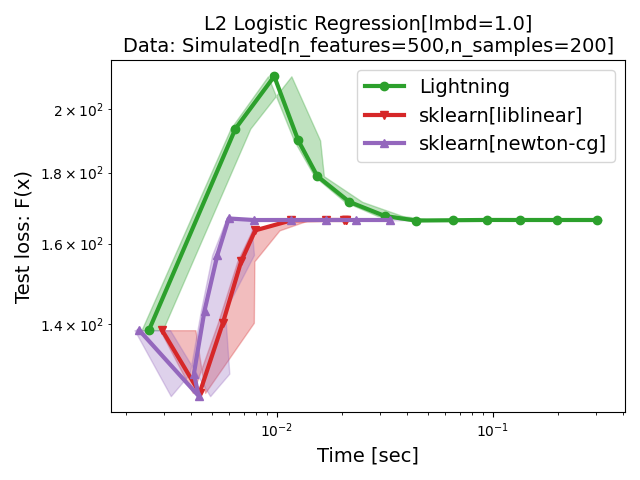 L2 Logistic Regression[lmbd=1.0]
Data: Simulated[n_features=500,n_samples=200]
Test loss: F(x)
2 × 10²
1.8 × 10²
1.6 × 10²
1.4 × 10²
Lightning
sklearn[liblinear]
sklearn[newton-cg]
10⁻²
10⁻¹
Time [sec]